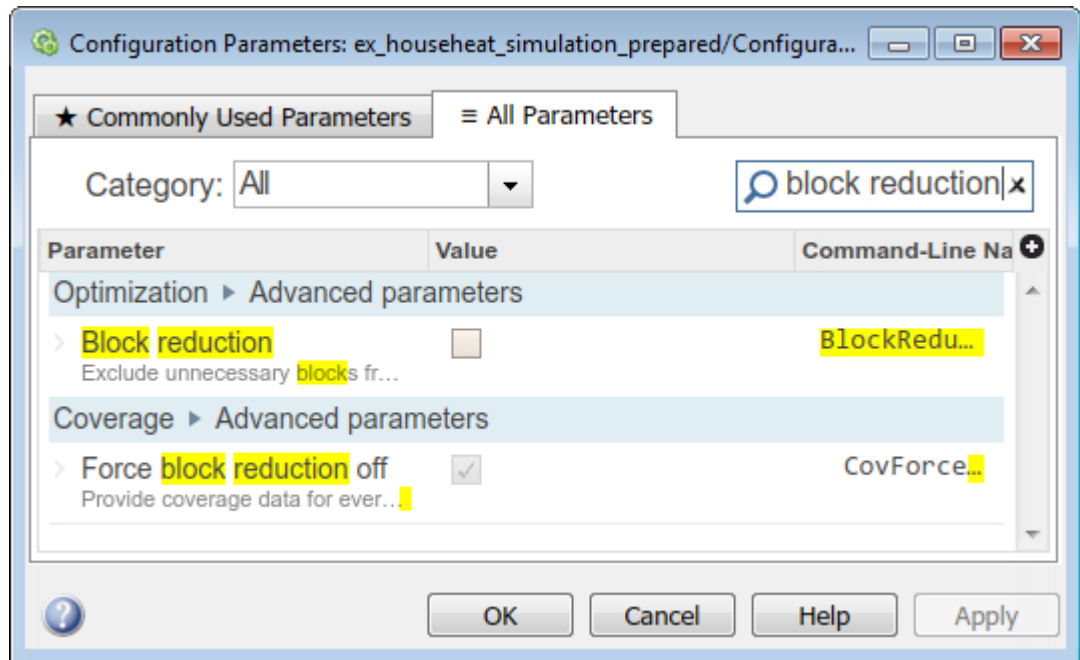 Configuration Parameters: ex_househeat_simulation_prepared/Configura...
★ Commonly Used Parameters
≡ All Parameters
Category: All
block reduction
Parameter Value Command-Line Na
Optimization ▸ Advanced parameters
Block reduction BlockRedu…
Exclude unnecessary blocks fr…
Coverage ▸ Advanced parameters
Force block reduction off CovForce…
Provide coverage data for ever…
? OK Cancel Help Apply